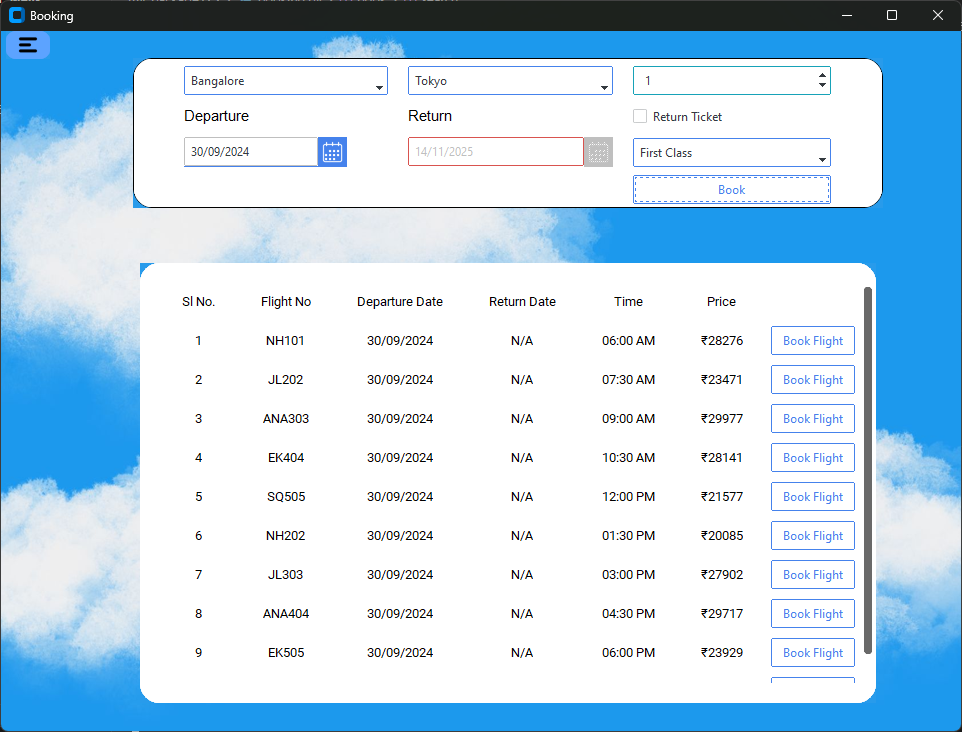 Booking
Bangalore Tokyo 1
Departure Return Return Ticket
30/09/2024 14/11/2025 First Class
Book
Sl No. Flight No Departure Date Return Date Time Price
1 NH101 30/09/2024 N/A 06:00 AM ₹28276 Book Flight
2 JL202 30/09/2024 N/A 07:30 AM ₹23471 Book Flight
3 ANA303 30/09/2024 N/A 09:00 AM ₹29977 Book Flight
4 EK404 30/09/2024 N/A 10:30 AM ₹28141 Book Flight
5 SQ505 30/09/2024 N/A 12:00 PM ₹21577 Book Flight
6 NH202 30/09/2024 N/A 01:30 PM ₹20085 Book Flight
7 JL303 30/09/2024 N/A 03:00 PM ₹27902 Book Flight
8 ANA404 30/09/2024 N/A 04:30 PM ₹29717 Book Flight
9 EK505 30/09/2024 N/A 06:00 PM ₹23929 Book Flight